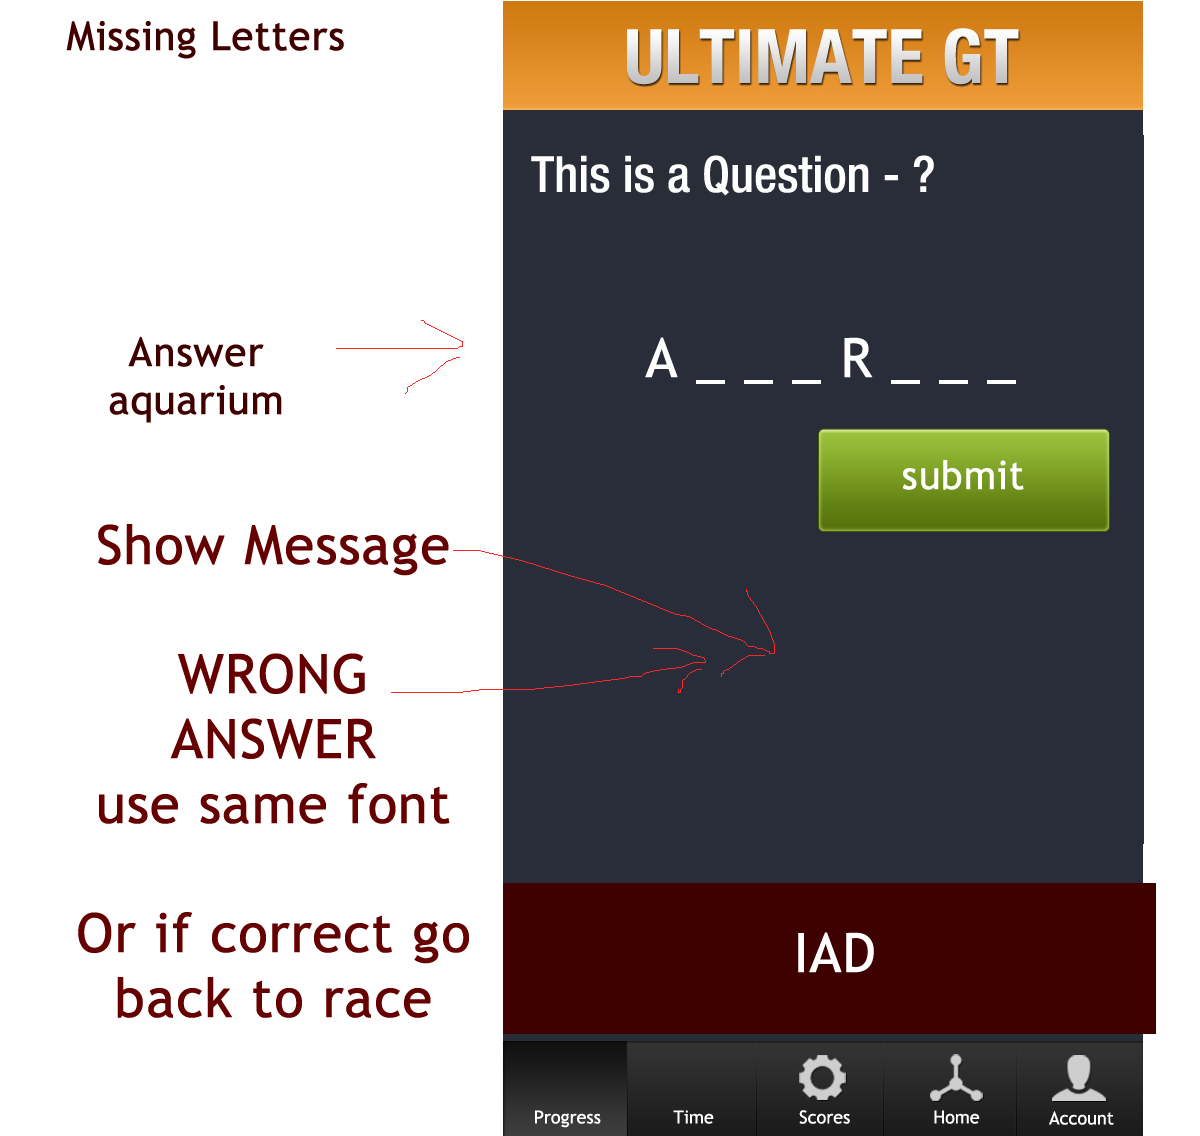 Missing Letters
ULTIMATE GT
This is a Question - ?
Answer
aquarium
A _ _ _ R _ _ _
submit
Show Message
WRONG
ANSWER
use same font
Or if correct go
back to race
IAD
Progress
Time
Scores
Home
Account